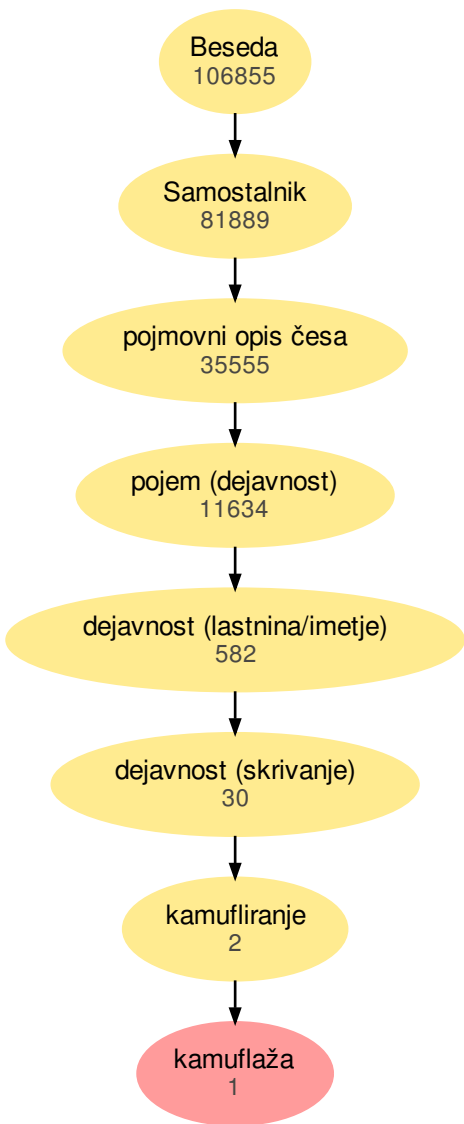 Beseda
106855
Samostalnik
81889
pojmovni opis česa
35555
pojem (dejavnost)
11634
dejavnost (lastnina/imetje)
582
dejavnost (skrivanje)
30
kamufliranje
2
kamuflaža
1